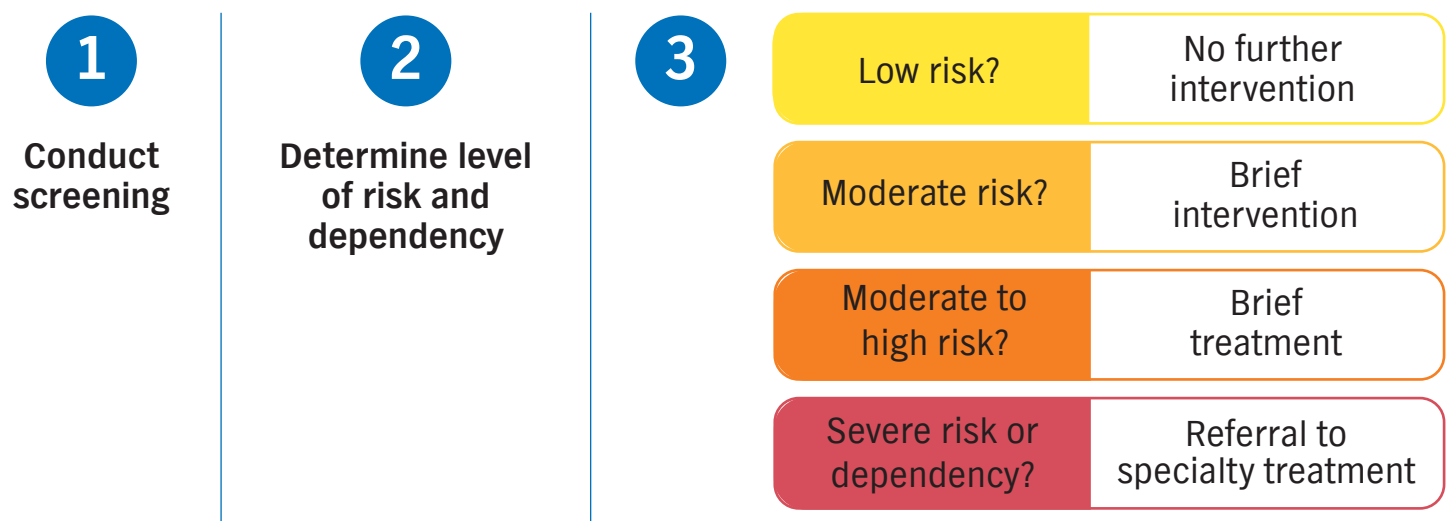 1
Conduct
screening
2
Determine level
of risk and
dependency
3
Low risk?
No further
intervention
Moderate risk?
Brief
intervention
Moderate to
high risk?
Brief
treatment
Severe risk or
dependency?
Referral to
specialty treatment